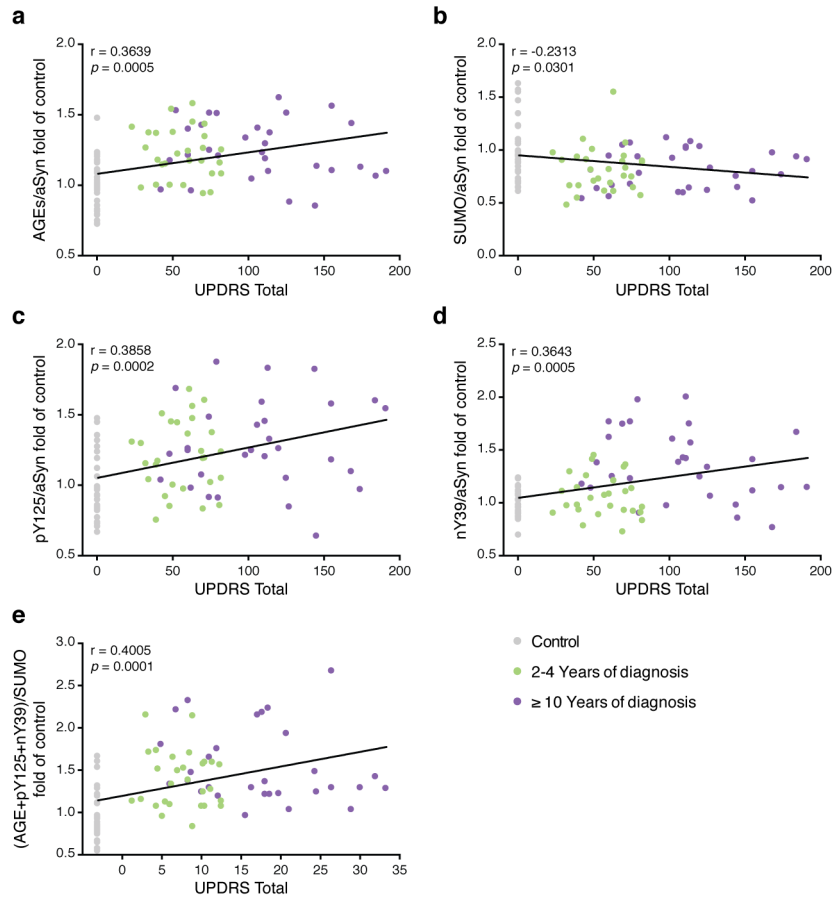 a
r = 0.3639
p = 0.0005
AGEs/aSyn fold of control
2.0
1.5
1.0
0.5
0
50
100
150
200
UPDRS Total
b
r = -0.2313
p = 0.0301
SUMO/aSyn fold of control
2.0
1.5
1.0
0.5
0.0
0
50
100
150
200
UPDRS Total
c
r = 0.3858
p = 0.0002
pY125/aSyn fold of control
2.0
1.5
1.0
0.5
0
50
100
150
200
UPDRS Total
d
r = 0.3643
p = 0.0005
nY39/aSyn fold of control
2.5
2.0
1.5
1.0
0.5
0
50
100
150
200
UPDRS Total
e
r = 0.4005
p = 0.0001
(AGE+pY125+nY39)/SUMO
fold of control
3.0
2.5
2.0
1.5
1.0
0.5
0
5
10
15
20
25
30
35
UPDRS Total
Control
2-4 Years of diagnosis
≥ 10 Years of diagnosis